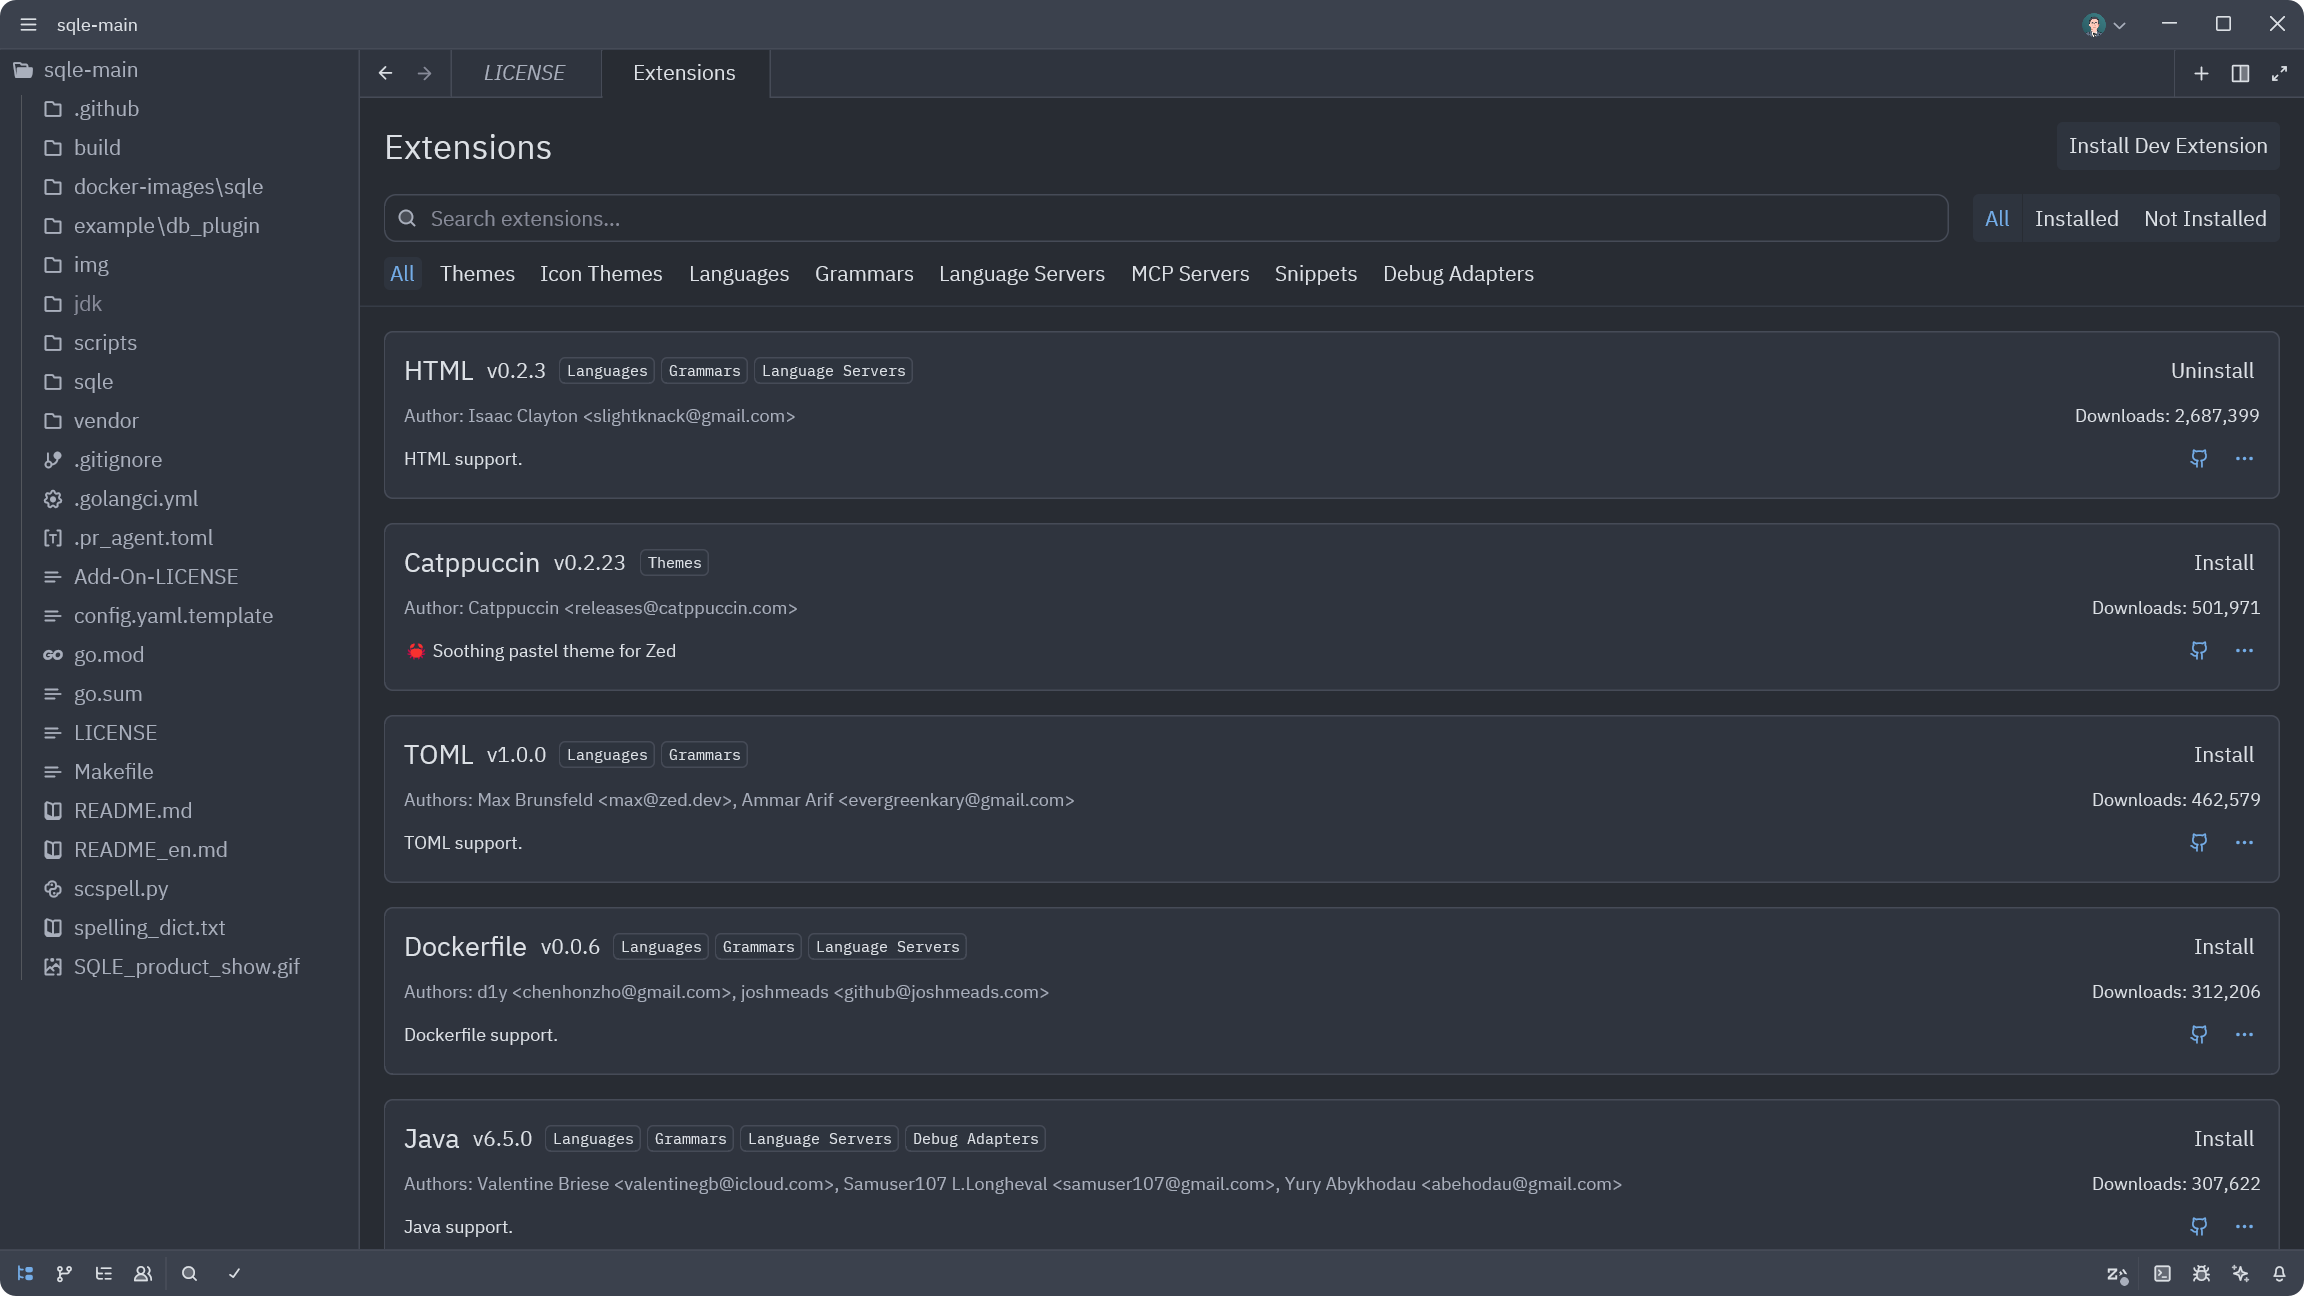 sqle-main
sqle-main
.github
build
docker-images\sqle
example\db_plugin
img
jdk
scripts
sqle
vendor
.gitignore
.golangci.yml
.pr_agent.toml
Add-On-LICENSE
config.yaml.template
go.mod
go.sum
LICENSE
Makefile
README.md
README_en.md
scspell.py
spelling_dict.txt
SQLE_product_show.gif
LICENSE
Extensions
Extensions
Install Dev Extension
Search extensions...
All Installed Not Installed
All Themes Icon Themes Languages Grammars Language Servers MCP Servers Snippets Debug Adapters
HTML v0.2.3 Languages Grammars Language Servers
Uninstall
Author: Isaac Clayton <slightknack@gmail.com>
Downloads: 2,687,399
HTML support.
Catppuccin v0.2.23 Themes
Install
Author: Catppuccin <releases@catppuccin.com>
Downloads: 501,971
🦀 Soothing pastel theme for Zed
TOML v1.0.0 Languages Grammars
Install
Authors: Max Brunsfeld <max@zed.dev>, Ammar Arif <evergreenkary@gmail.com>
Downloads: 462,579
TOML support.
Dockerfile v0.0.6 Languages Grammars Language Servers
Install
Authors: d1y <chenhonzho@gmail.com>, joshmeads <github@joshmeads.com>
Downloads: 312,206
Dockerfile support.
Java v6.5.0 Languages Grammars Language Servers Debug Adapters
Install
Authors: Valentine Briese <valentinegb@icloud.com>, Samuser107 L.Longheval <samuser107@gmail.com>, Yury Abykhodau <abehodau@gmail.com>
Downloads: 307,622
Java support.